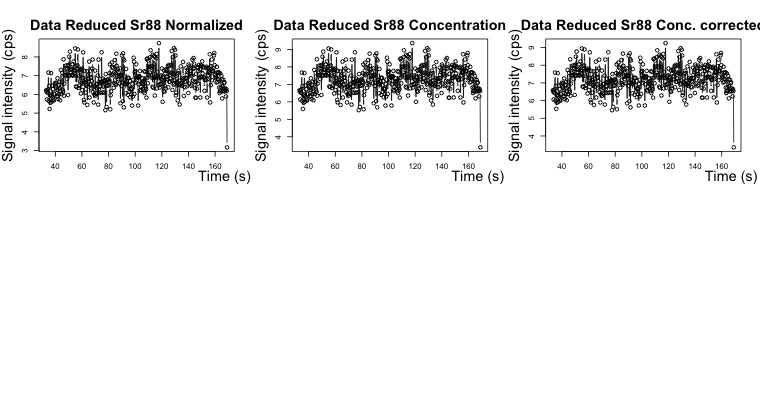 Data Reduced Sr88 Normalized
Signal intensity (cps)
8
7
6
5
4
3
40 60 80 100 120 140 160
Time (s)
Data Reduced Sr88 Concentration
Signal intensity (cps)
9
8
7
6
5
4
40 60 80 100 120 140 160
Time (s)
Data Reduced Sr88 Conc. corrected
Signal intensity (cps)
9
8
7
6
5
4
40 60 80 100 120 140 160
Time (s)